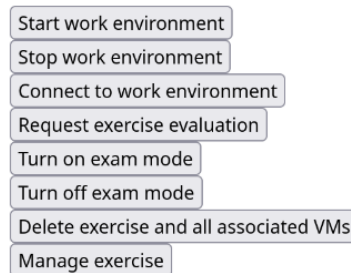 Start work environment
Stop work environment
Connect to work environment
Request exercise evaluation
Turn on exam mode
Turn off exam mode
Delete exercise and all associated VMs
Manage exercise